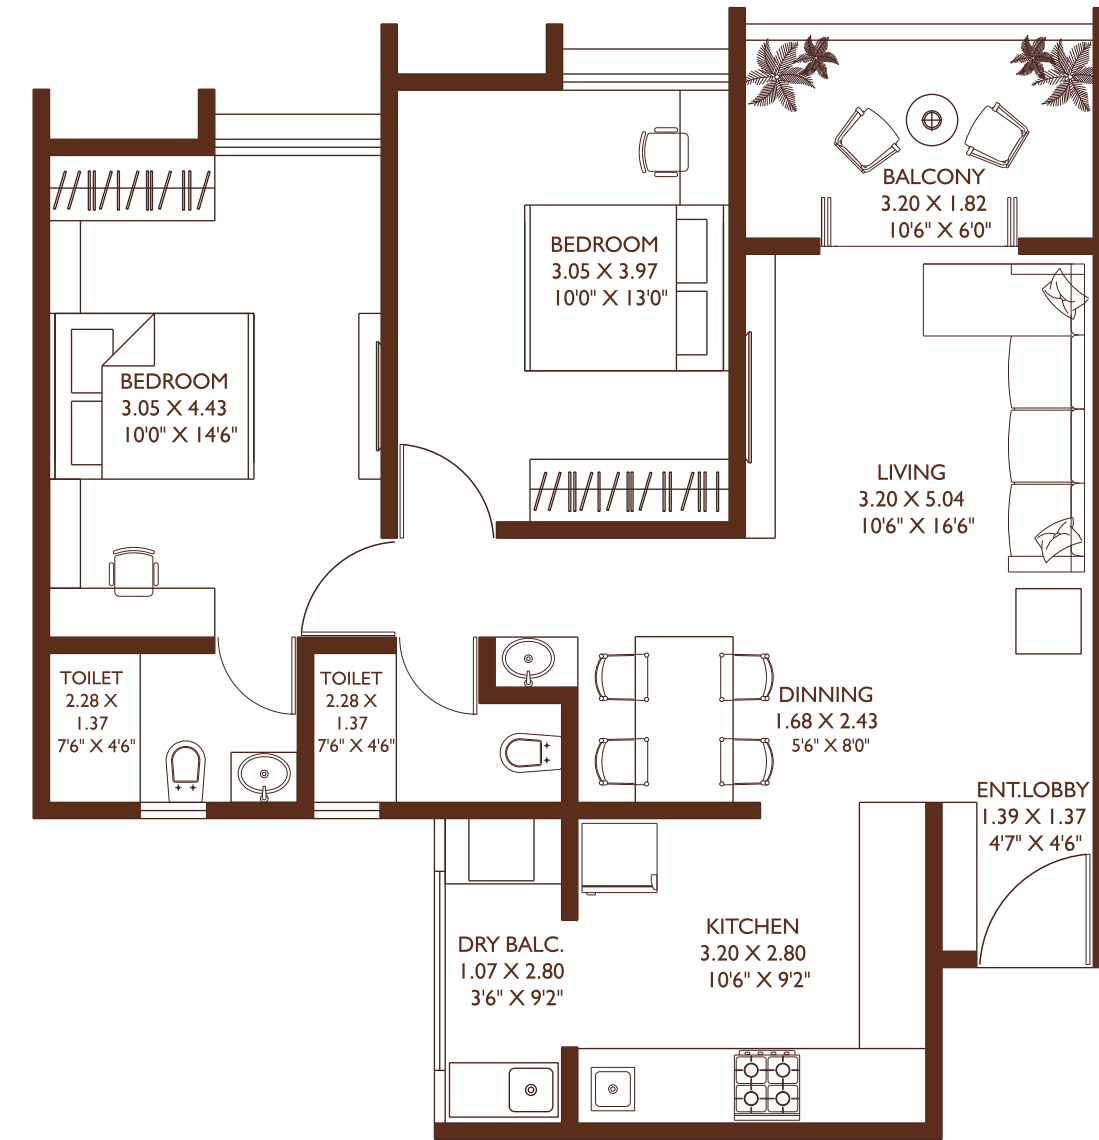 BALCONY
3.20 X 1.82
10'6" X 6'0"
BEDROOM
3.05 X 3.97
10'0" X 13'0"
BEDROOM
3.05 X 4.43
10'0" X 14'6"
LIVING
3.20 X 5.04
10'6" X 16'6"
TOILET
2.28 X
1.37
7'6" X 4'6"
TOILET
2.28 X
1.37
7'6" X 4'6"
DINNING
1.68 X 2.43
5'6" X 8'0"
ENT.LOBBY
1.39 X 1.37
4'7" X 4'6"
KITCHEN
3.20 X 2.80
10'6" X 9'2"
DRY BALC.
1.07 X 2.80
3'6" X 9'2"